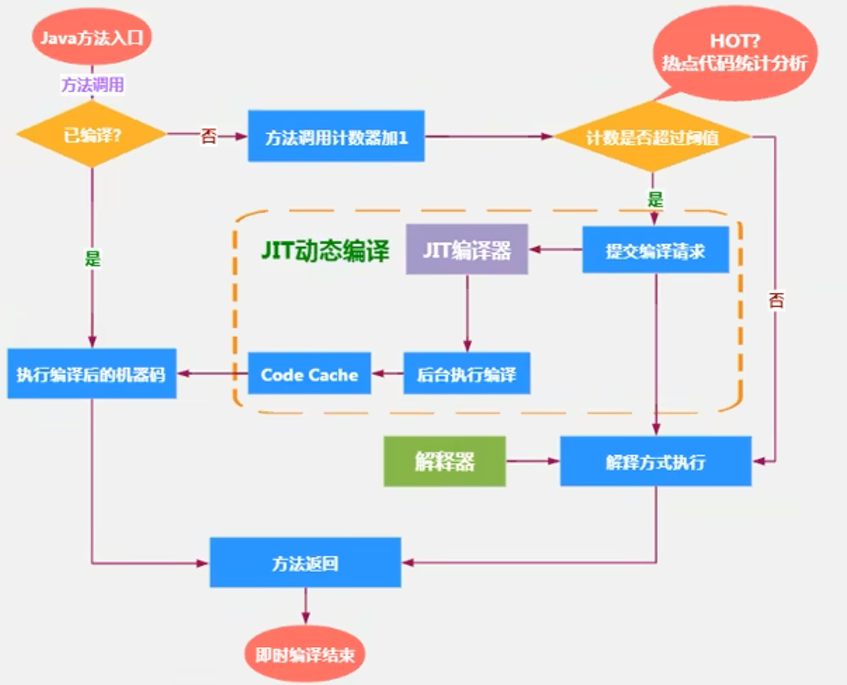 Java方法入口
方法调用
HOT?
热点代码统计分析
已编译?
否
方法调用计数器加1
计数是否超过阈值
是
JIT动态编译
JIT编译器
提交编译请求
是
否
执行编译后的机器码
Code Cache
后台执行编译
解释器
解释方式执行
方法返回
即时编译结束